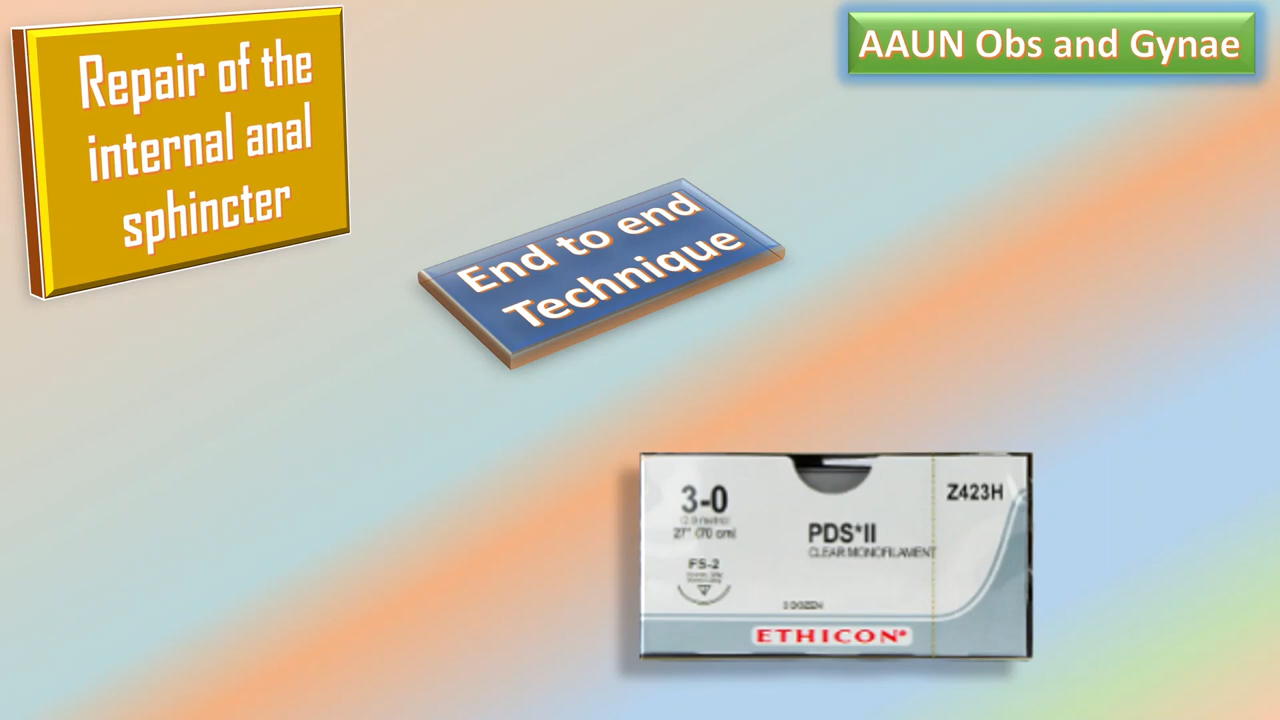 Repair of the
internal anal
sphincter
AAUN Obs and Gynae
End to end
Technique
3-0
27" (70 cm)
FS-2
PDS*II
CLEAR MONOFILAMENT
Z423H
ETHICON*